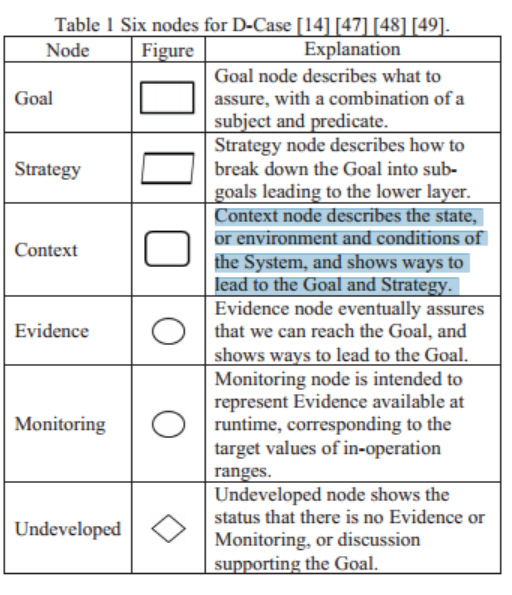 Table 1 Six nodes for D-Case [14] [47] [48] [49].
Node Figure Explanation
Goal
Goal node describes what to
assure, with a combination of a
subject and predicate.
Strategy
Strategy node describes how to
break down the Goal into sub-
goals leading to the lower layer.
Context
Context node describes the state,
or environment and conditions of
the System, and shows ways to
lead to the Goal and Strategy.
Evidence
Evidence node eventually assures
that we can reach the Goal, and
shows ways to lead to the Goal.
Monitoring
Monitoring node is intended to
represent Evidence available at
runtime, corresponding to the
target values of in-operation
ranges.
Undeveloped
Undeveloped node shows the
status that there is no Evidence or
Monitoring, or discussion
supporting the Goal.